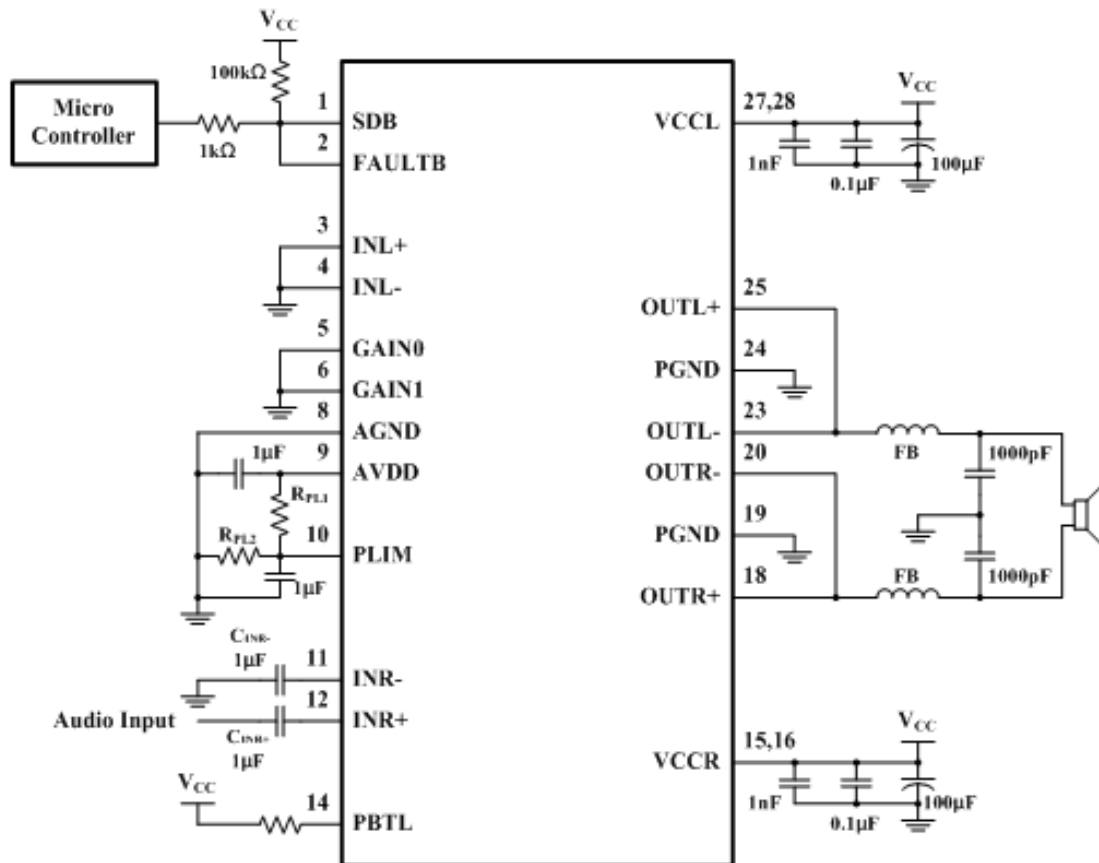 VCC
100kΩ
Micro
Controller
1kΩ
1
SDB
2
FAULTB
3
INL+
4
INL-
5
GAIN0
6
GAIN1
8
AGND
1μF
9
AVDD
RPL1
RPL2
10
PLIM
1μF
CINR-
1μF
11
INR-
12
Audio Input
INR+
CINR+
1μF
VCC
14
PBTL
27,28
VCCL
VCC
1nF
0.1μF
100μF
25
OUTL+
24
PGND
23
OUTL-
FB
1000pF
20
OUTR-
19
PGND
18
OUTR+
FB
1000pF
15,16
VCCR
VCC
1nF
0.1μF
100μF